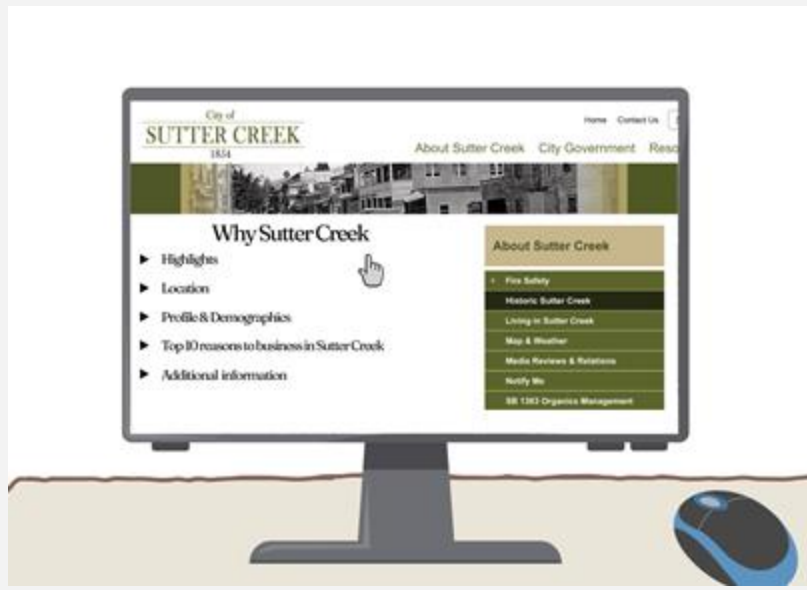 City of
SUTTER CREEK
1854
Home Contact Us
About Sutter Creek City Government Reso
Why Sutter Creek
Highlights
Location
Profile & Demographics
Top 10 reasons to business in Sutter Creek
Additional information
About Sutter Creek
Fire Safety
Historic Sutter Creek
Living in Sutter Creek
Map & Weather
Media Reviews & Relations
Notify Me
SB 1383 Organics Management